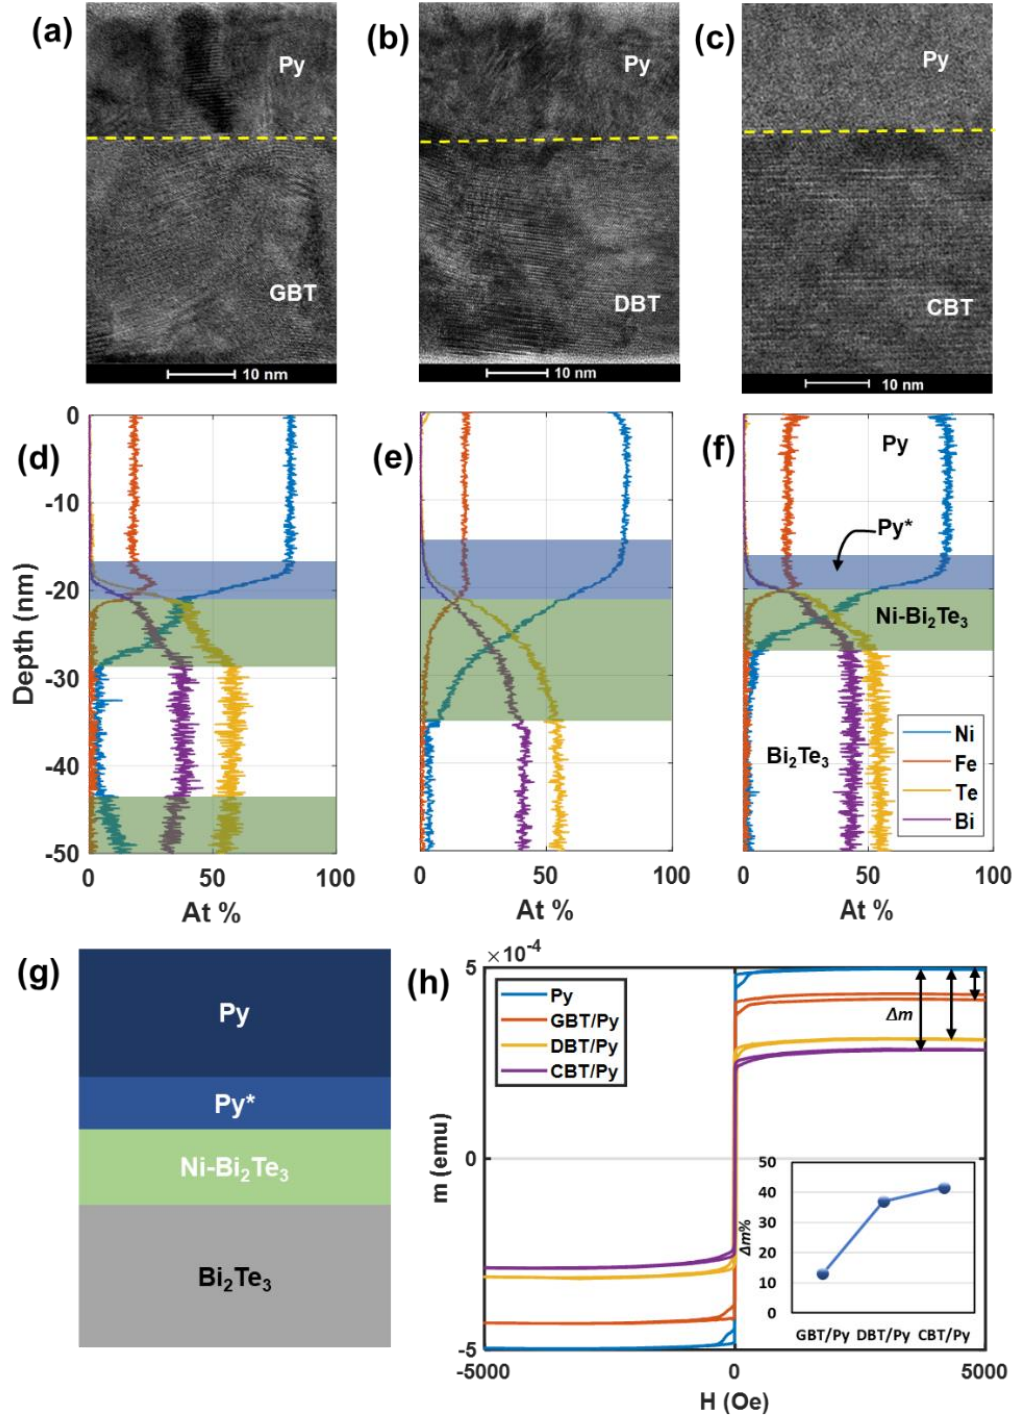 (a)
Py
GBT
10 nm
(b)
Py
DBT
10 nm
(c)
Py
CBT
10 nm
(d)
0
-10
-20
-30
-40
-50
Depth (nm)
0 50 100
At %
(e)
0 50 100
At %
(f)
Py
Py*
Ni-Bi₂Te₃
Bi₂Te₃
Ni
Fe
Te
Bi
0 50 100
At %
(g)
Py
Py*
Ni-Bi₂Te₃
Bi₂Te₃
(h)
×10⁻⁴
5
0
-5
m (emu)
Py
GBT/Py
DBT/Py
CBT/Py
Δm
50
40
30
20
10
0
Δm%
GBT/Py DBT/Py CBT/Py
-5000 0 5000
H (Oe)